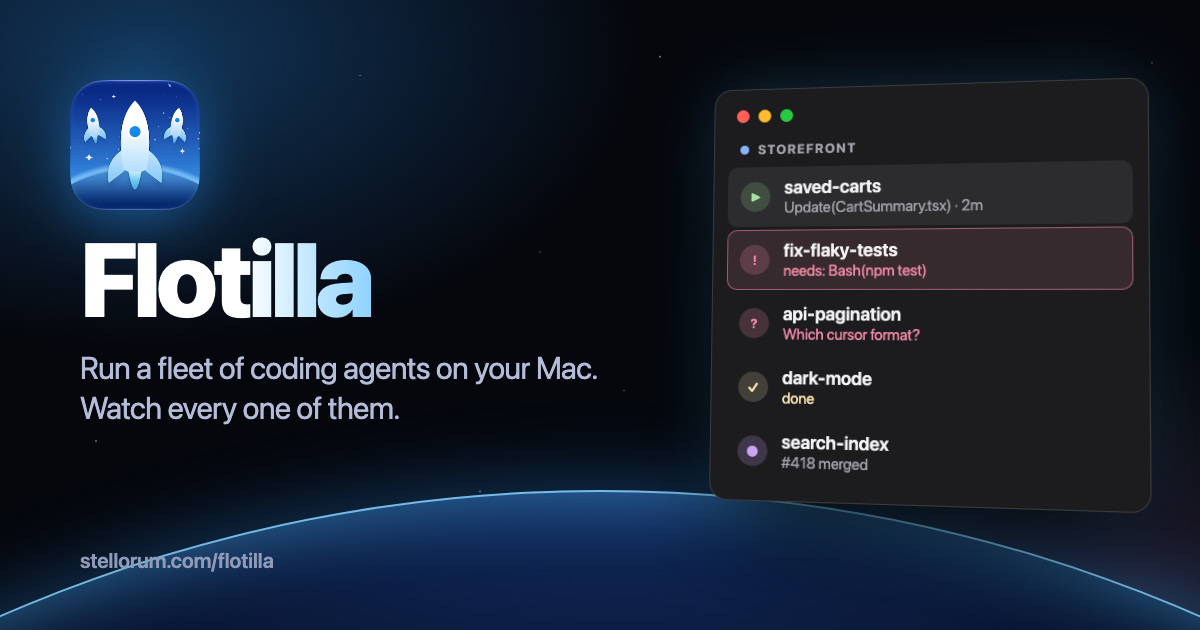 Flotilla
Run a fleet of coding agents on your Mac.
Watch every one of them.
stellorum.com/flotilla
STOREFRONT
saved-carts
Update(CartSummary.tsx) · 2m
!
fix-flaky-tests
needs: Bash(npm test)
?
api-pagination
Which cursor format?
dark-mode
done
search-index
#418 merged